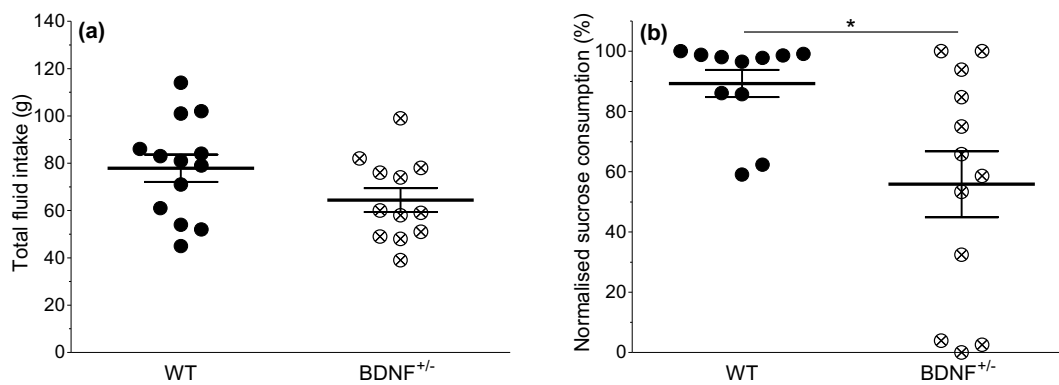 (a)
Total fluid intake (g)
140
120
100
80
60
40
20
0
WT
BDNF+/-
(b)
*
Normalised sucrose consumption (%)
100
80
60
40
20
0
WT
BDNF+/-